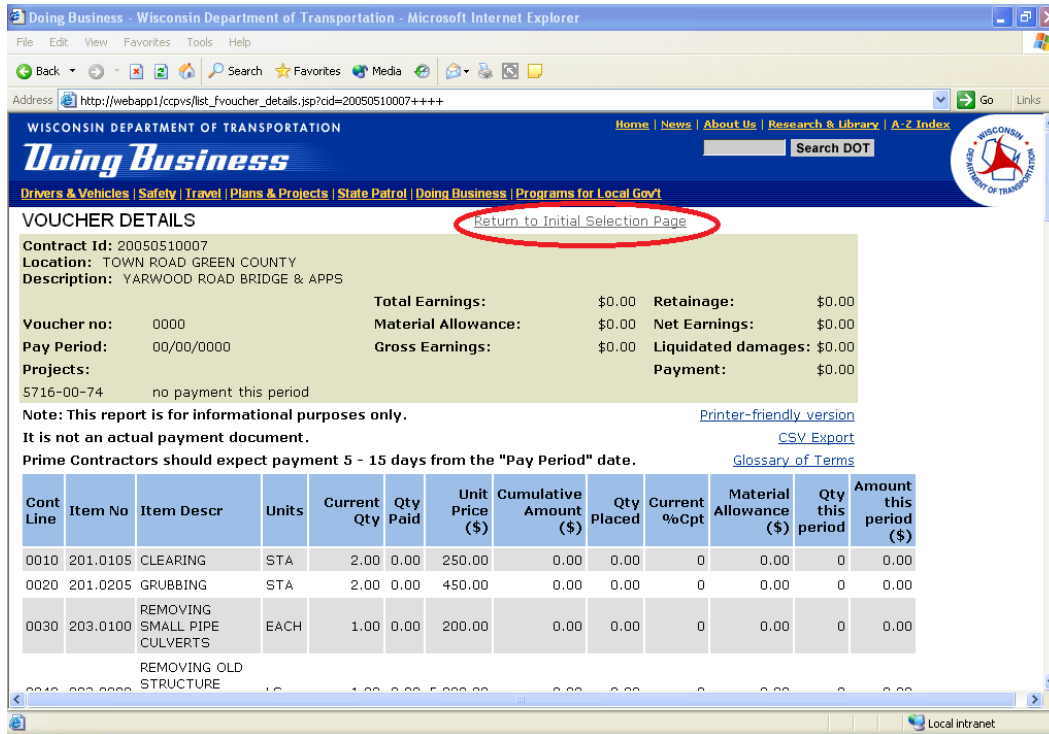 Doing Business - Wisconsin Department of Transportation - Microsoft Internet Explorer
File Edit View Favorites Tools Help
Back Search Favorites Media
Address http://webapp1/ccpvs/list_fvoucher_details.jsp?cid=20050510007++++ Go Links
WISCONSIN DEPARTMENT OF TRANSPORTATION
Home | News | About Us | Research & Library | A-Z Index
Doing Business
Search DOT
WISCONSIN DEPARTMENT OF TRANS
Drivers & Vehicles | Safety | Travel | Plans & Projects | State Patrol | Doing Business | Programs for Local Gov't
VOUCHER DETAILS Return to Initial Selection Page
Contract Id: 20050510007
Location: TOWN ROAD GREEN COUNTY
Description: YARWOOD ROAD BRIDGE & APPS
Total Earnings: $0.00 Retainage: $0.00
Voucher no: 0000 Material Allowance: $0.00 Net Earnings: $0.00
Pay Period: 00/00/0000 Gross Earnings: $0.00 Liquidated damages: $0.00
Projects: Payment: $0.00
5716-00-74 no payment this period
Note: This report is for informational purposes only. Printer-friendly version
It is not an actual payment document. CSV Export
Prime Contractors should expect payment 5 - 15 days from the "Pay Period" date. Glossary of Terms
Cont Line Item No Item Descr Units Current Qty Qty Paid Unit Price ($) Cumulative Amount ($) Qty Placed Current %Cpt Material Allowance ($) Qty this period Amount this period ($)
0010 201.0105 CLEARING STA 2.00 0.00 250.00 0.00 0.00 0 0.00 0 0.00
0020 201.0205 GRUBBING STA 2.00 0.00 450.00 0.00 0.00 0 0.00 0 0.00
0030 203.0100 REMOVING SMALL PIPE CULVERTS EACH 1.00 0.00 200.00 0.00 0.00 0 0.00 0 0.00
REMOVING OLD
STRUCTURE
Local intranet